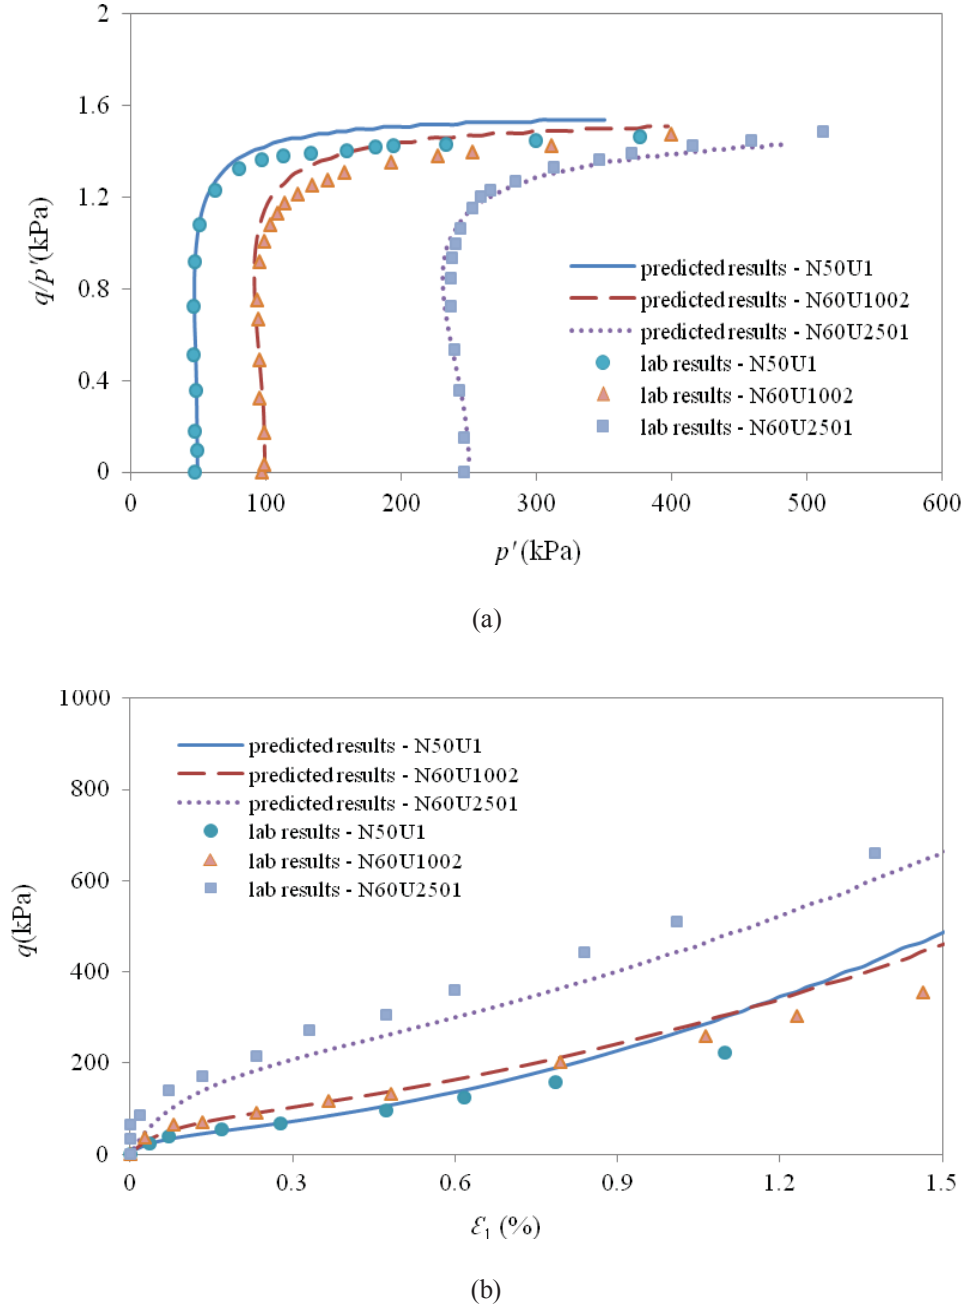 2
1.6
1.2
0.8
0.4
0
q/p′(kPa)
predicted results - N50U1
predicted results - N60U1002
predicted results - N60U2501
lab results - N50U1
lab results - N60U1002
lab results - N60U2501
0 100 200 300 400 500 600
p′(kPa)
(a)
1000
800
600
400
200
0
q(kPa)
predicted results - N50U1
predicted results - N60U1002
predicted results - N60U2501
lab results - N50U1
lab results - N60U1002
lab results - N60U2501
0 0.3 0.6 0.9 1.2 1.5
ℰ₁ (%)
(b)